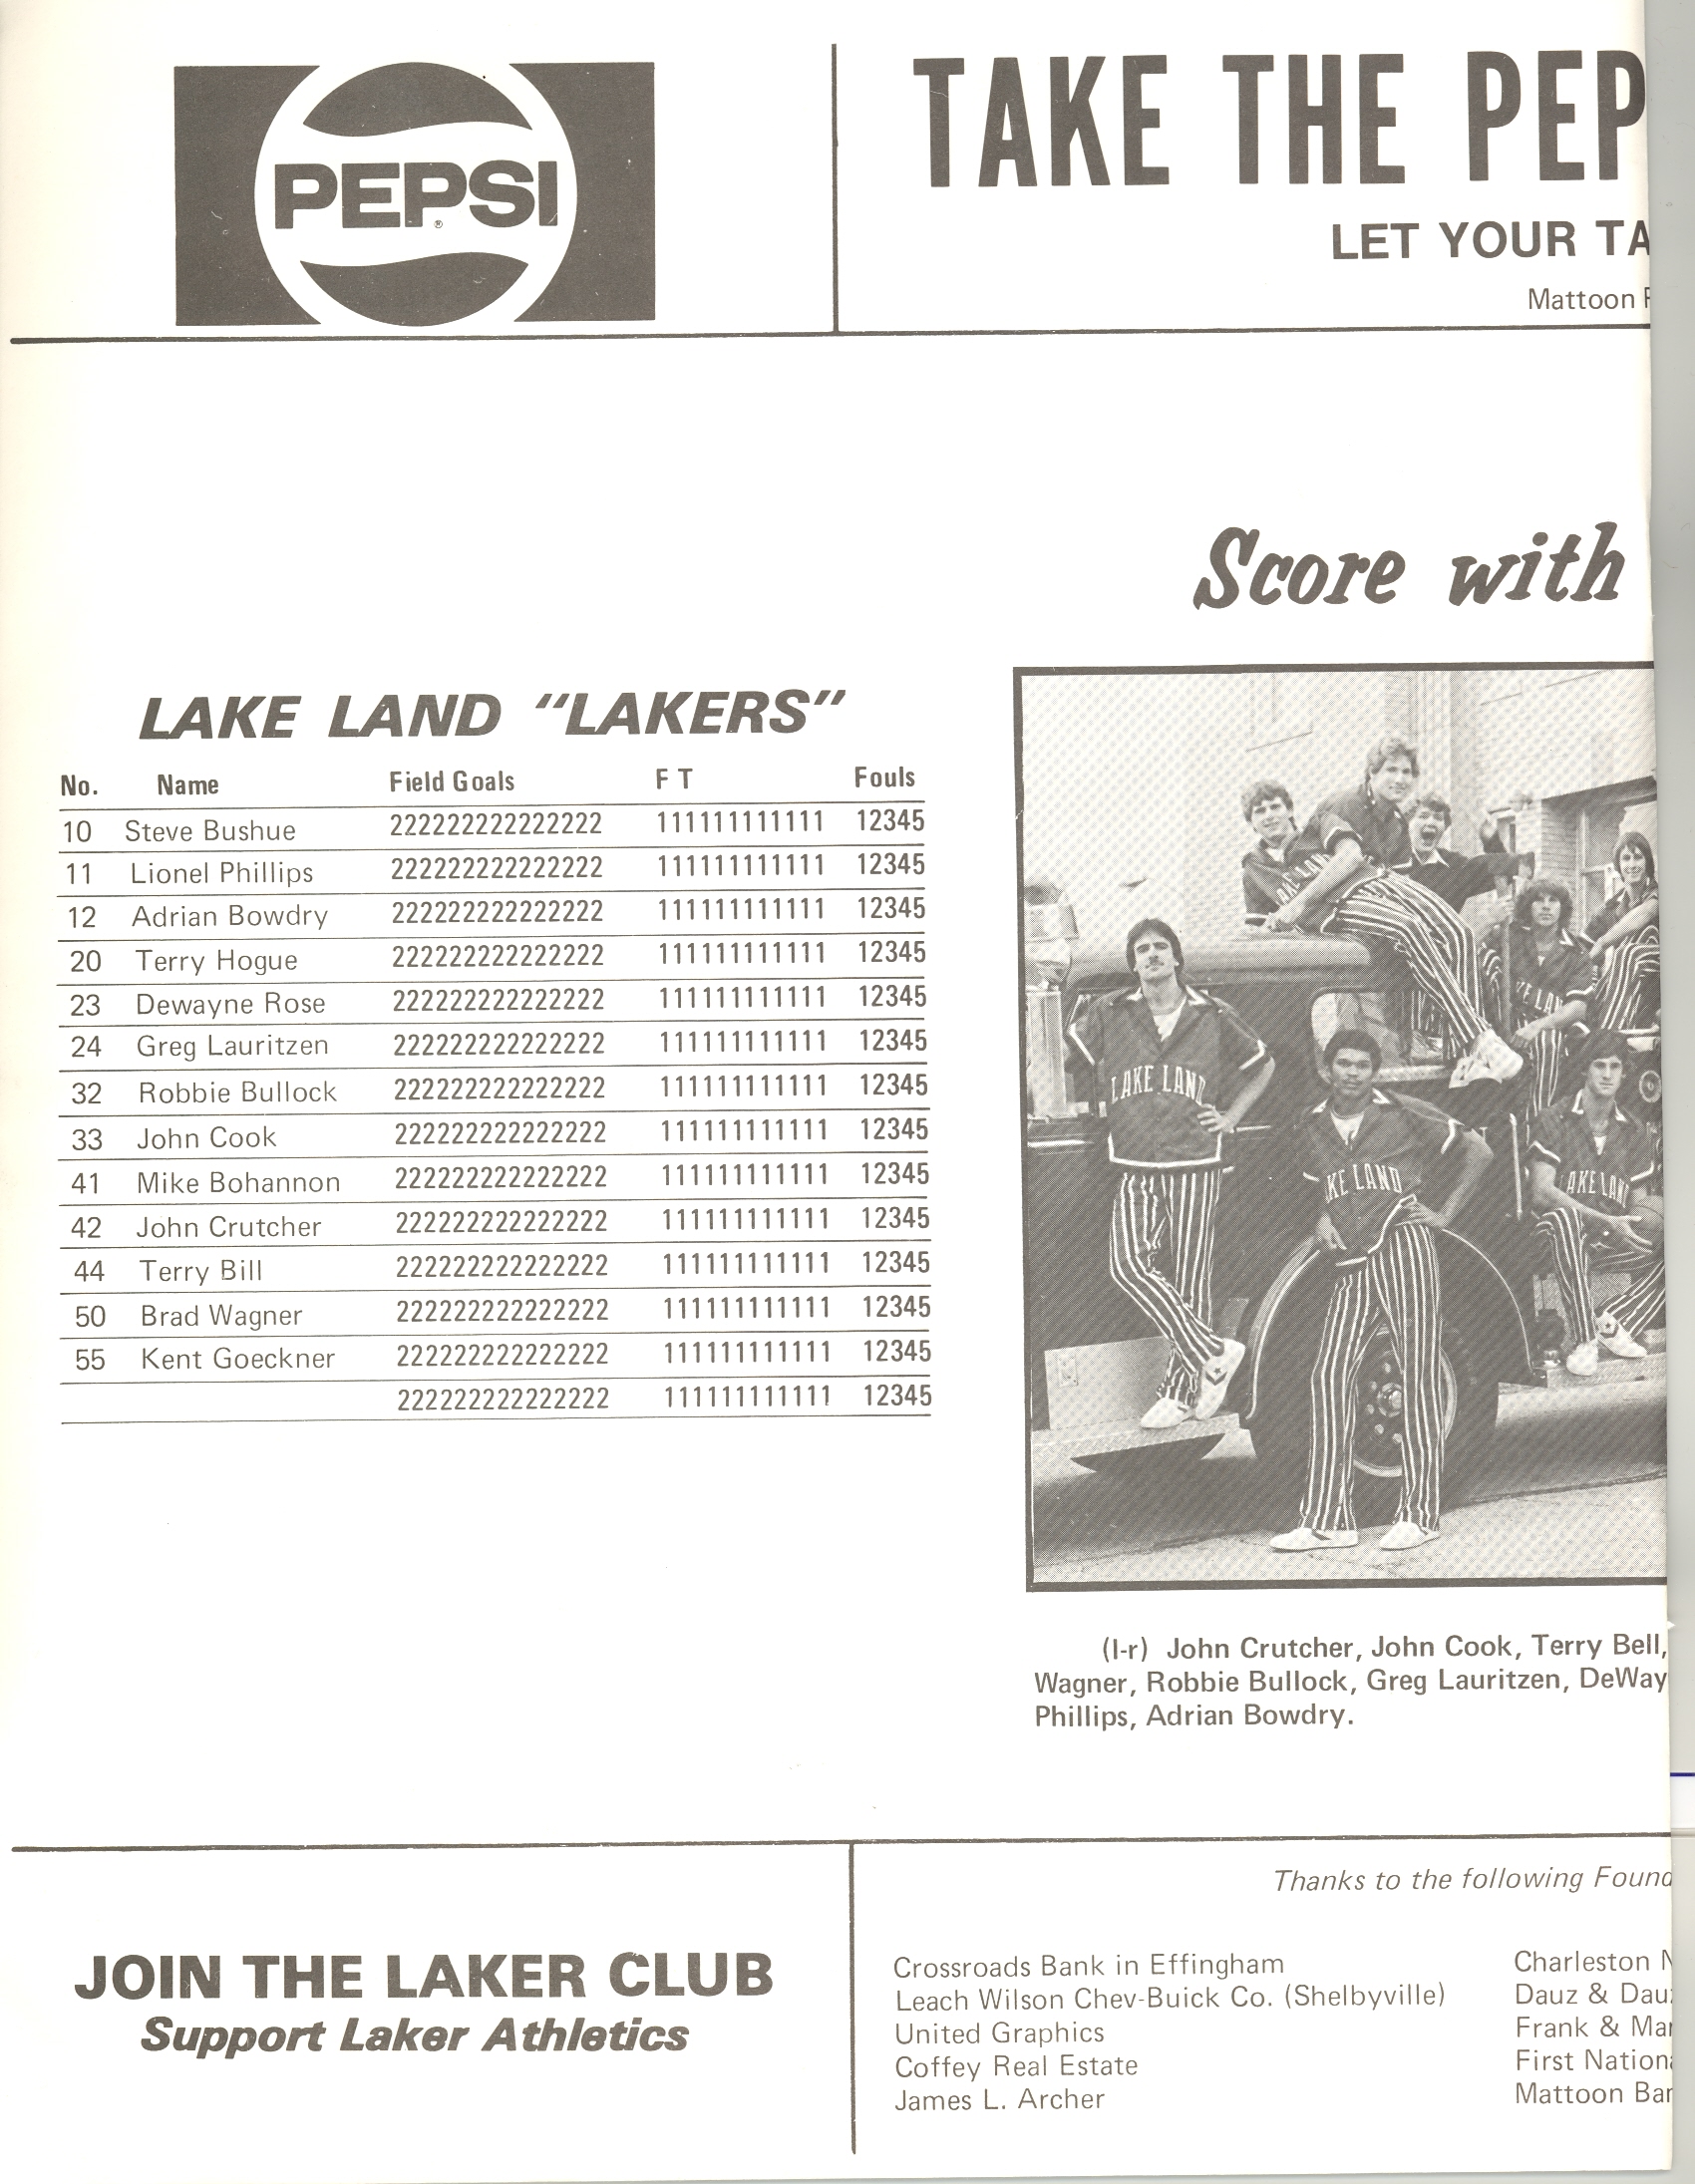 PEPSI
®
TAKE THE PEP
LET YOUR TA
Mattoon
Score with
LAKE LAND "LAKERS"
No. Name Field Goals F T Fouls
10 Steve Bushue 222222222222222 111111111111 12345
11 Lionel Phillips 222222222222222 111111111111 12345
12 Adrian Bowdry 222222222222222 111111111111 12345
20 Terry Hogue 222222222222222 111111111111 12345
23 Dewayne Rose 222222222222222 111111111111 12345
24 Greg Lauritzen 222222222222222 111111111111 12345
32 Robbie Bullock 222222222222222 111111111111 12345
33 John Cook 222222222222222 111111111111 12345
41 Mike Bohannon 222222222222222 111111111111 12345
42 John Crutcher 222222222222222 111111111111 12345
44 Terry Bill 222222222222222 111111111111 12345
50 Brad Wagner 222222222222222 111111111111 12345
55 Kent Goeckner 222222222222222 111111111111 12345
222222222222222 111111111111 12345
LAKE LAND
KE LAND
AKE LAN
KE LAN
(l-r) John Crutcher, John Cook, Terry Bell,
Wagner, Robbie Bullock, Greg Lauritzen, DeWay
Phillips, Adrian Bowdry.
JOIN THE LAKER CLUB
Support Laker Athletics
Thanks to the following Found
Crossroads Bank in Effingham
Leach Wilson Chev-Buick Co. (Shelbyville)
United Graphics
Coffey Real Estate
James L. Archer
Charleston N
Dauz & Dau
Frank & Mar
First Nation
Mattoon Ban